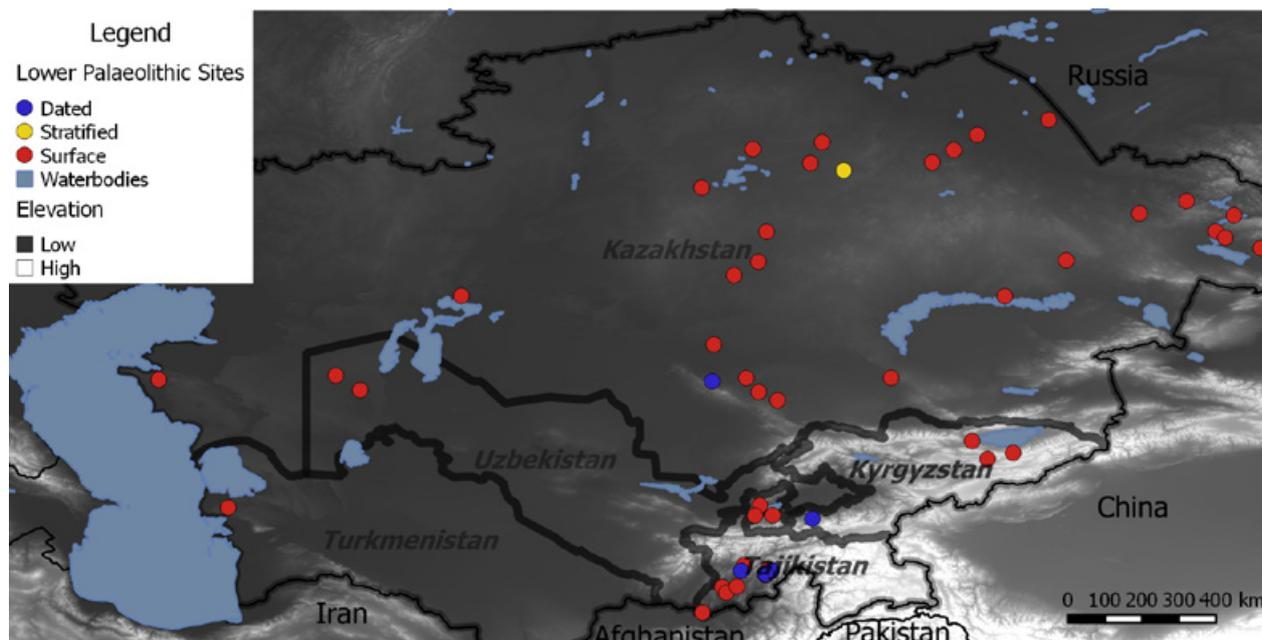 Legend
Lower Palaeolithic Sites
Dated
Stratified
Surface
Waterbodies
Elevation
Low
High
Russia
Kazakhstan
Uzbekistan
Kyrgyzstan
China
Turkmenistan
Tajikistan
Iran
Afghanistan
Pakistan
0 100 200 300 400 km